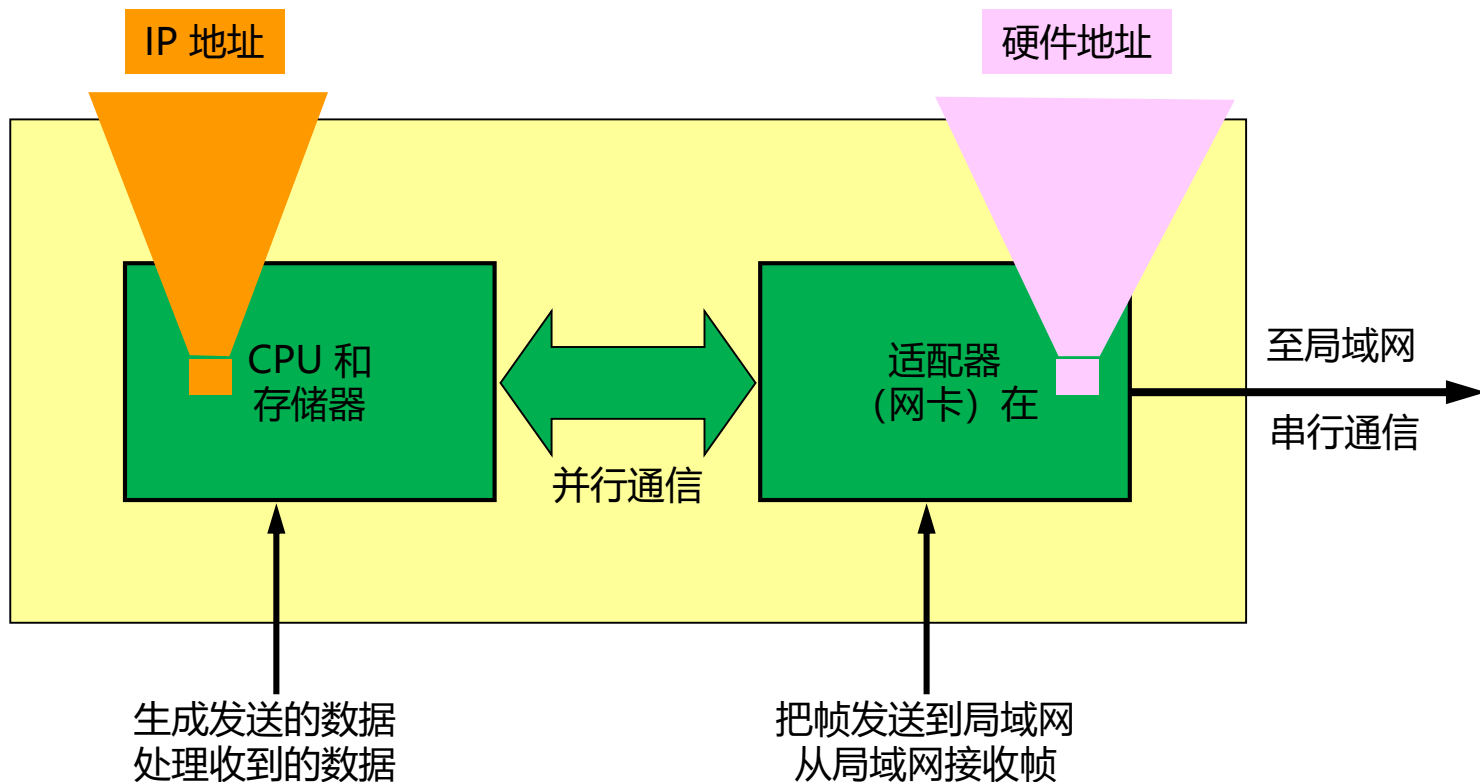 IP 地址
硬件地址
CPU 和
存储器
适配器
（网卡）在
并行通信
至局域网
串行通信
生成发送的数据
处理收到的数据
把帧发送到局域网
从局域网接收帧